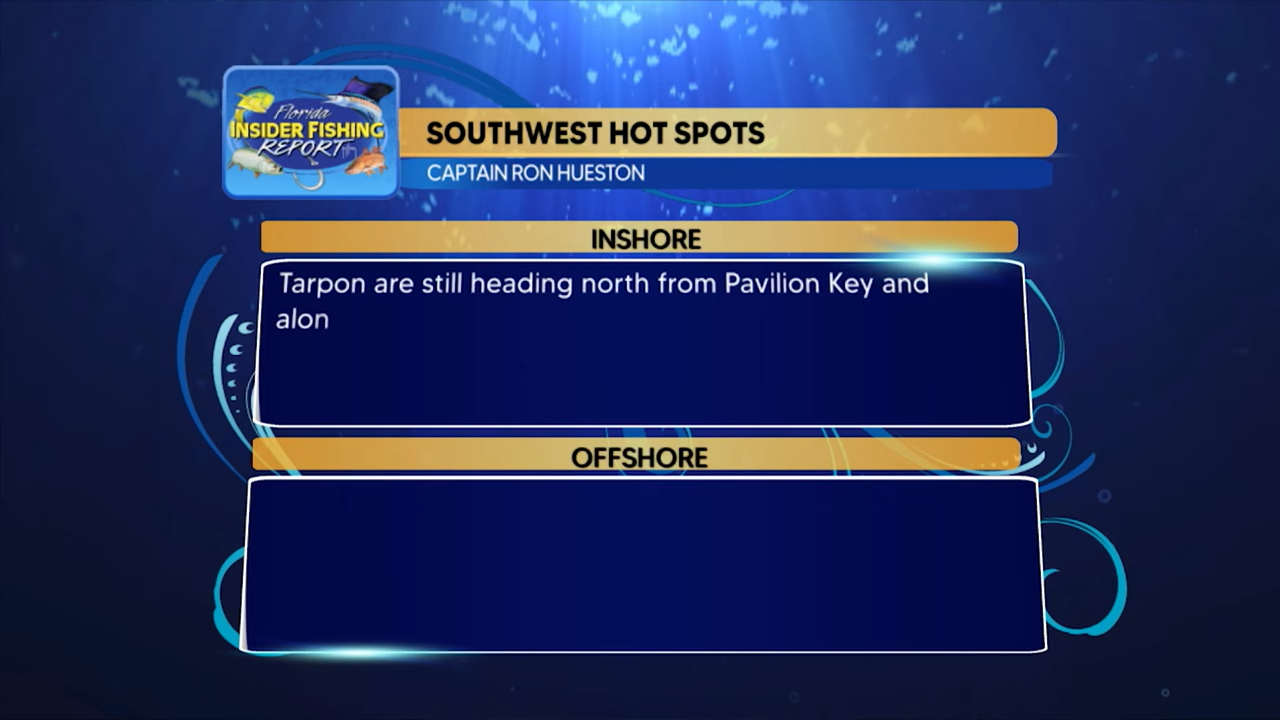 Florida
INSIDER FISHING
REPORT
SOUTHWEST HOT SPOTS
CAPTAIN RON HUESTON
INSHORE
Tarpon are still heading north from Pavilion Key and
alon
OFFSHORE